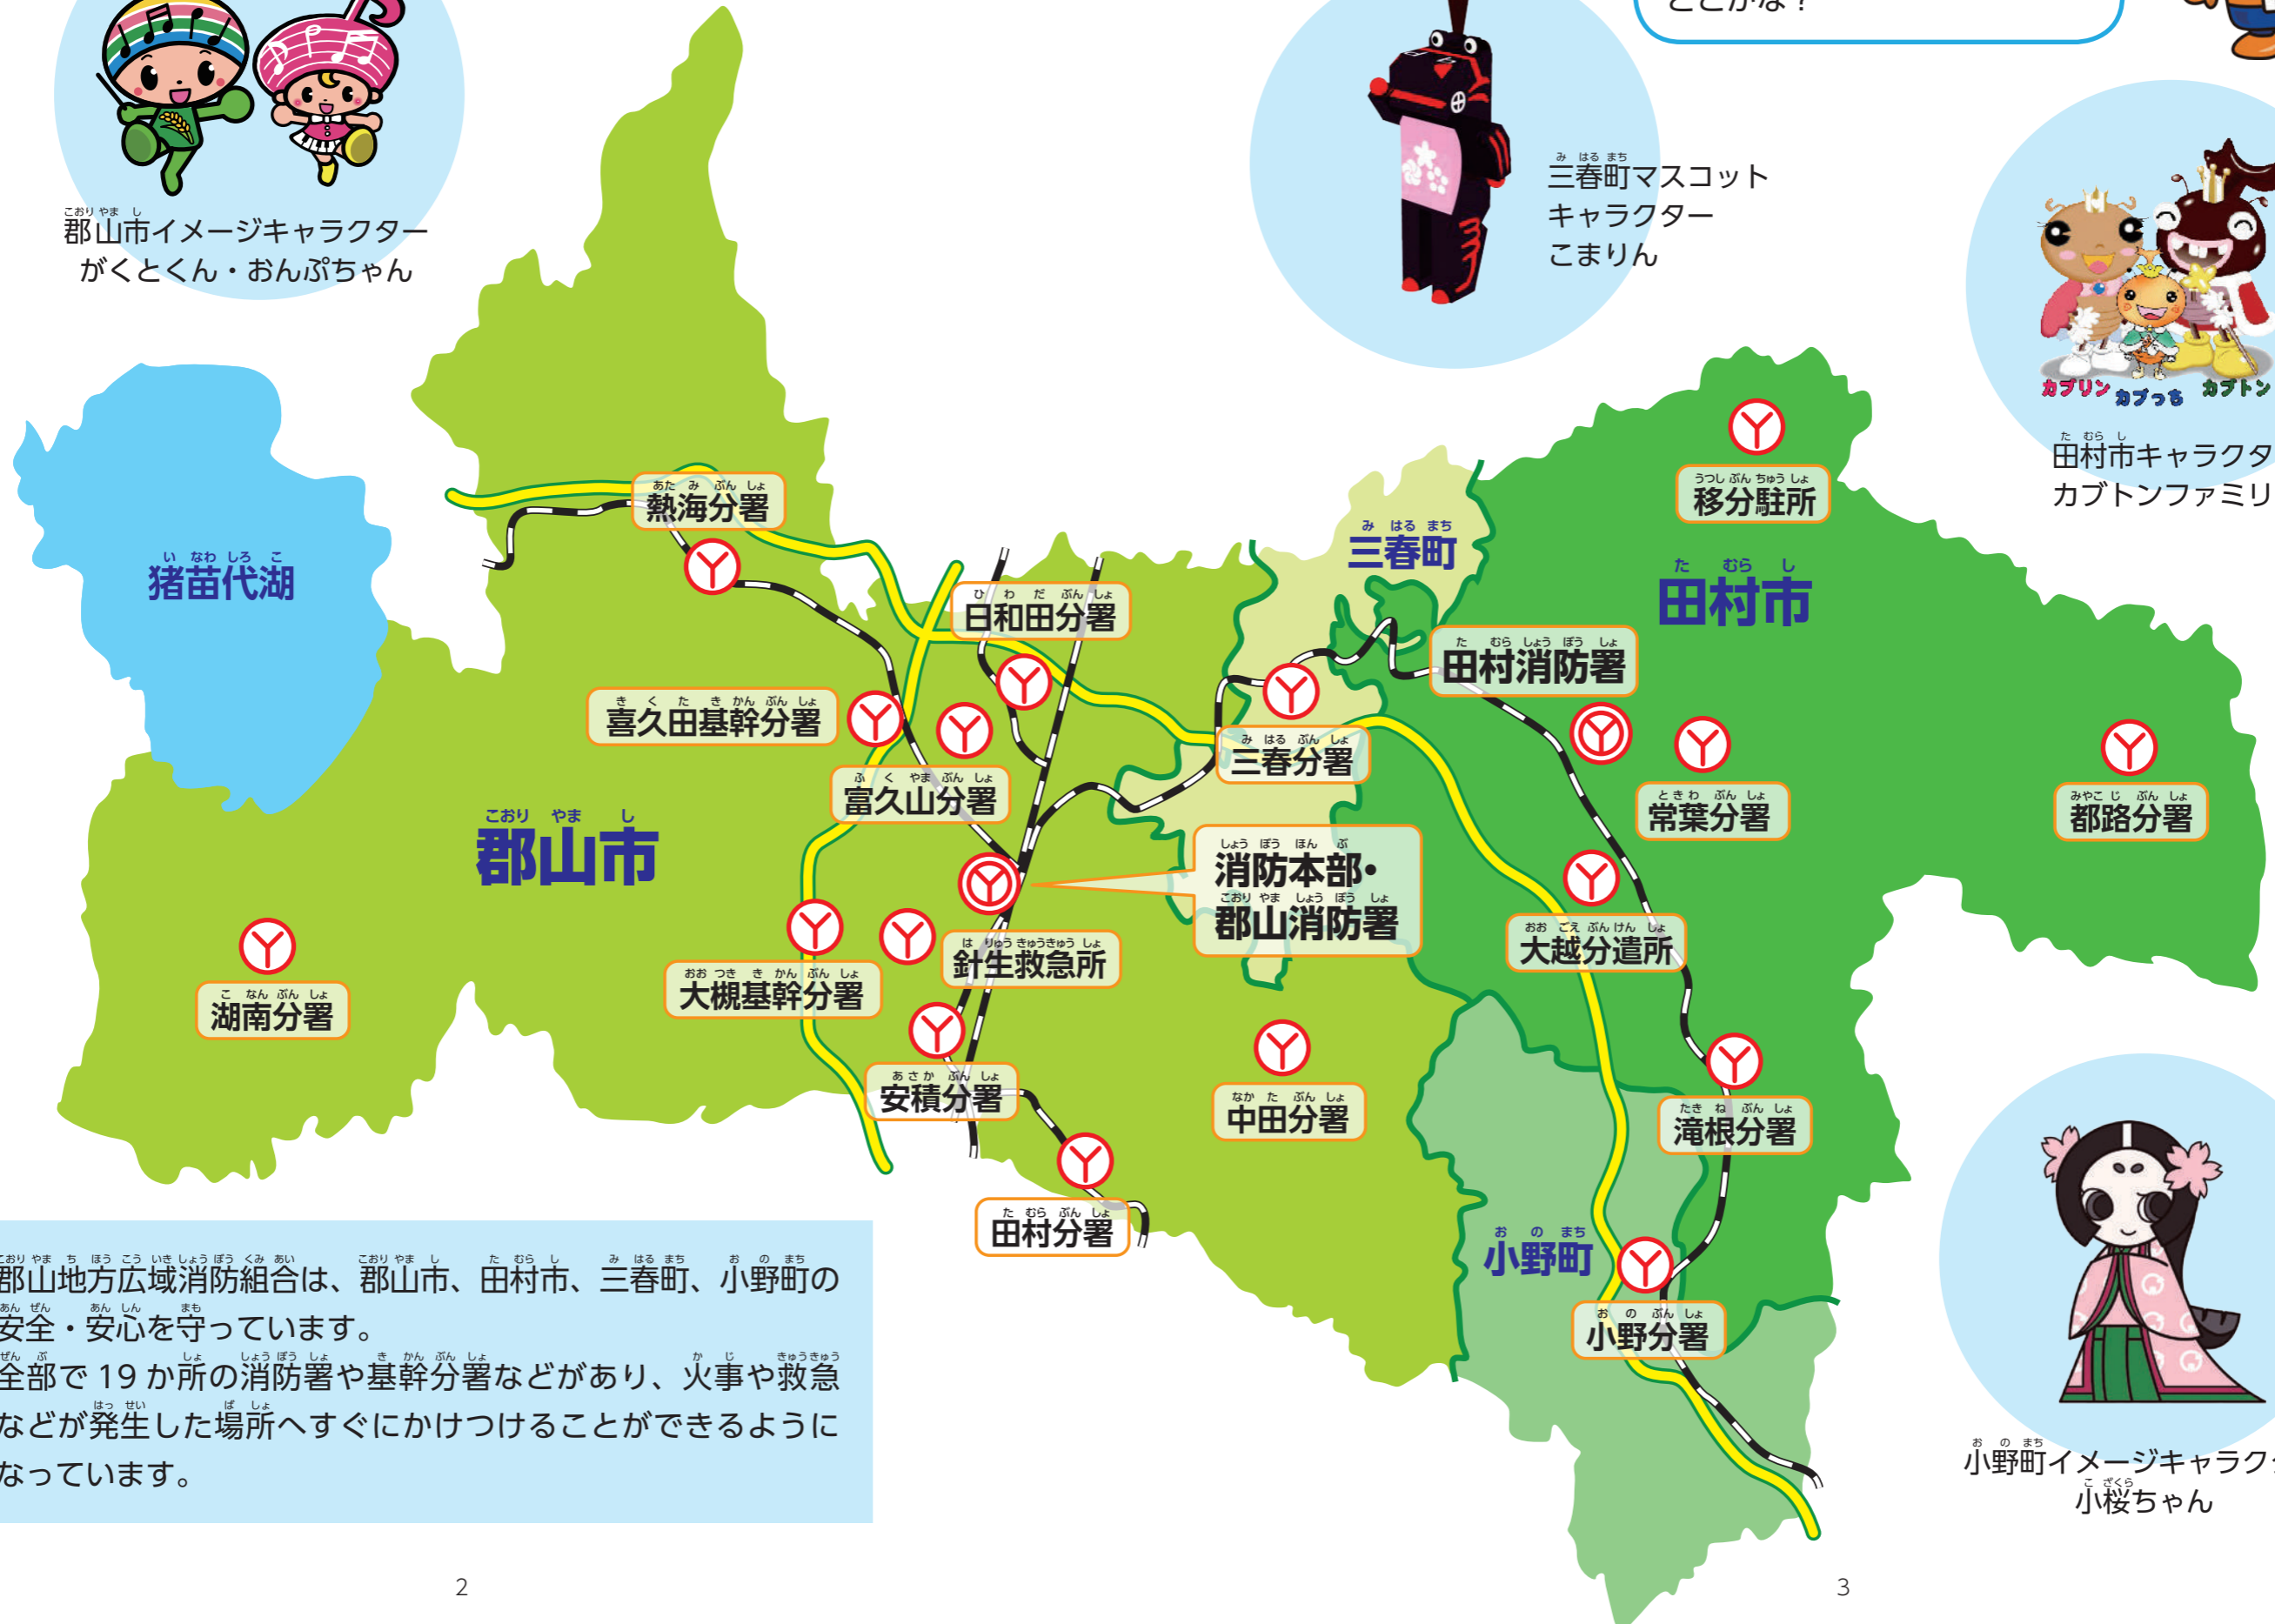 どこかな？
郡山市イメージキャラクター
がくとくん・おんぷちゃん
三春町マスコット
キャラクター
こまりん
カブリン カブっち カブトン
田村市キャラクタ
カブトンファミリ
猪苗代湖
郡山市
三春町
田村市
小野町
熱海分署
移分駐所
日和田分署
田村消防署
喜久田基幹分署
富久山分署
三春分署
常葉分署
都路分署
消防本部・
郡山消防署
大越分遣所
針生救急所
大槻基幹分署
湖南分署
安積分署
中田分署
滝根分署
田村分署
小野分署
郡山地方広域消防組合は、郡山市、田村市、三春町、小野町の
安全・安心を守っています。
全部で 19 か所の消防署や基幹分署などがあり、火事や救急
などが発生した場所へすぐにかけつけることができるように
なっています。
小野町イメージキャラク
小桜ちゃん
2
3